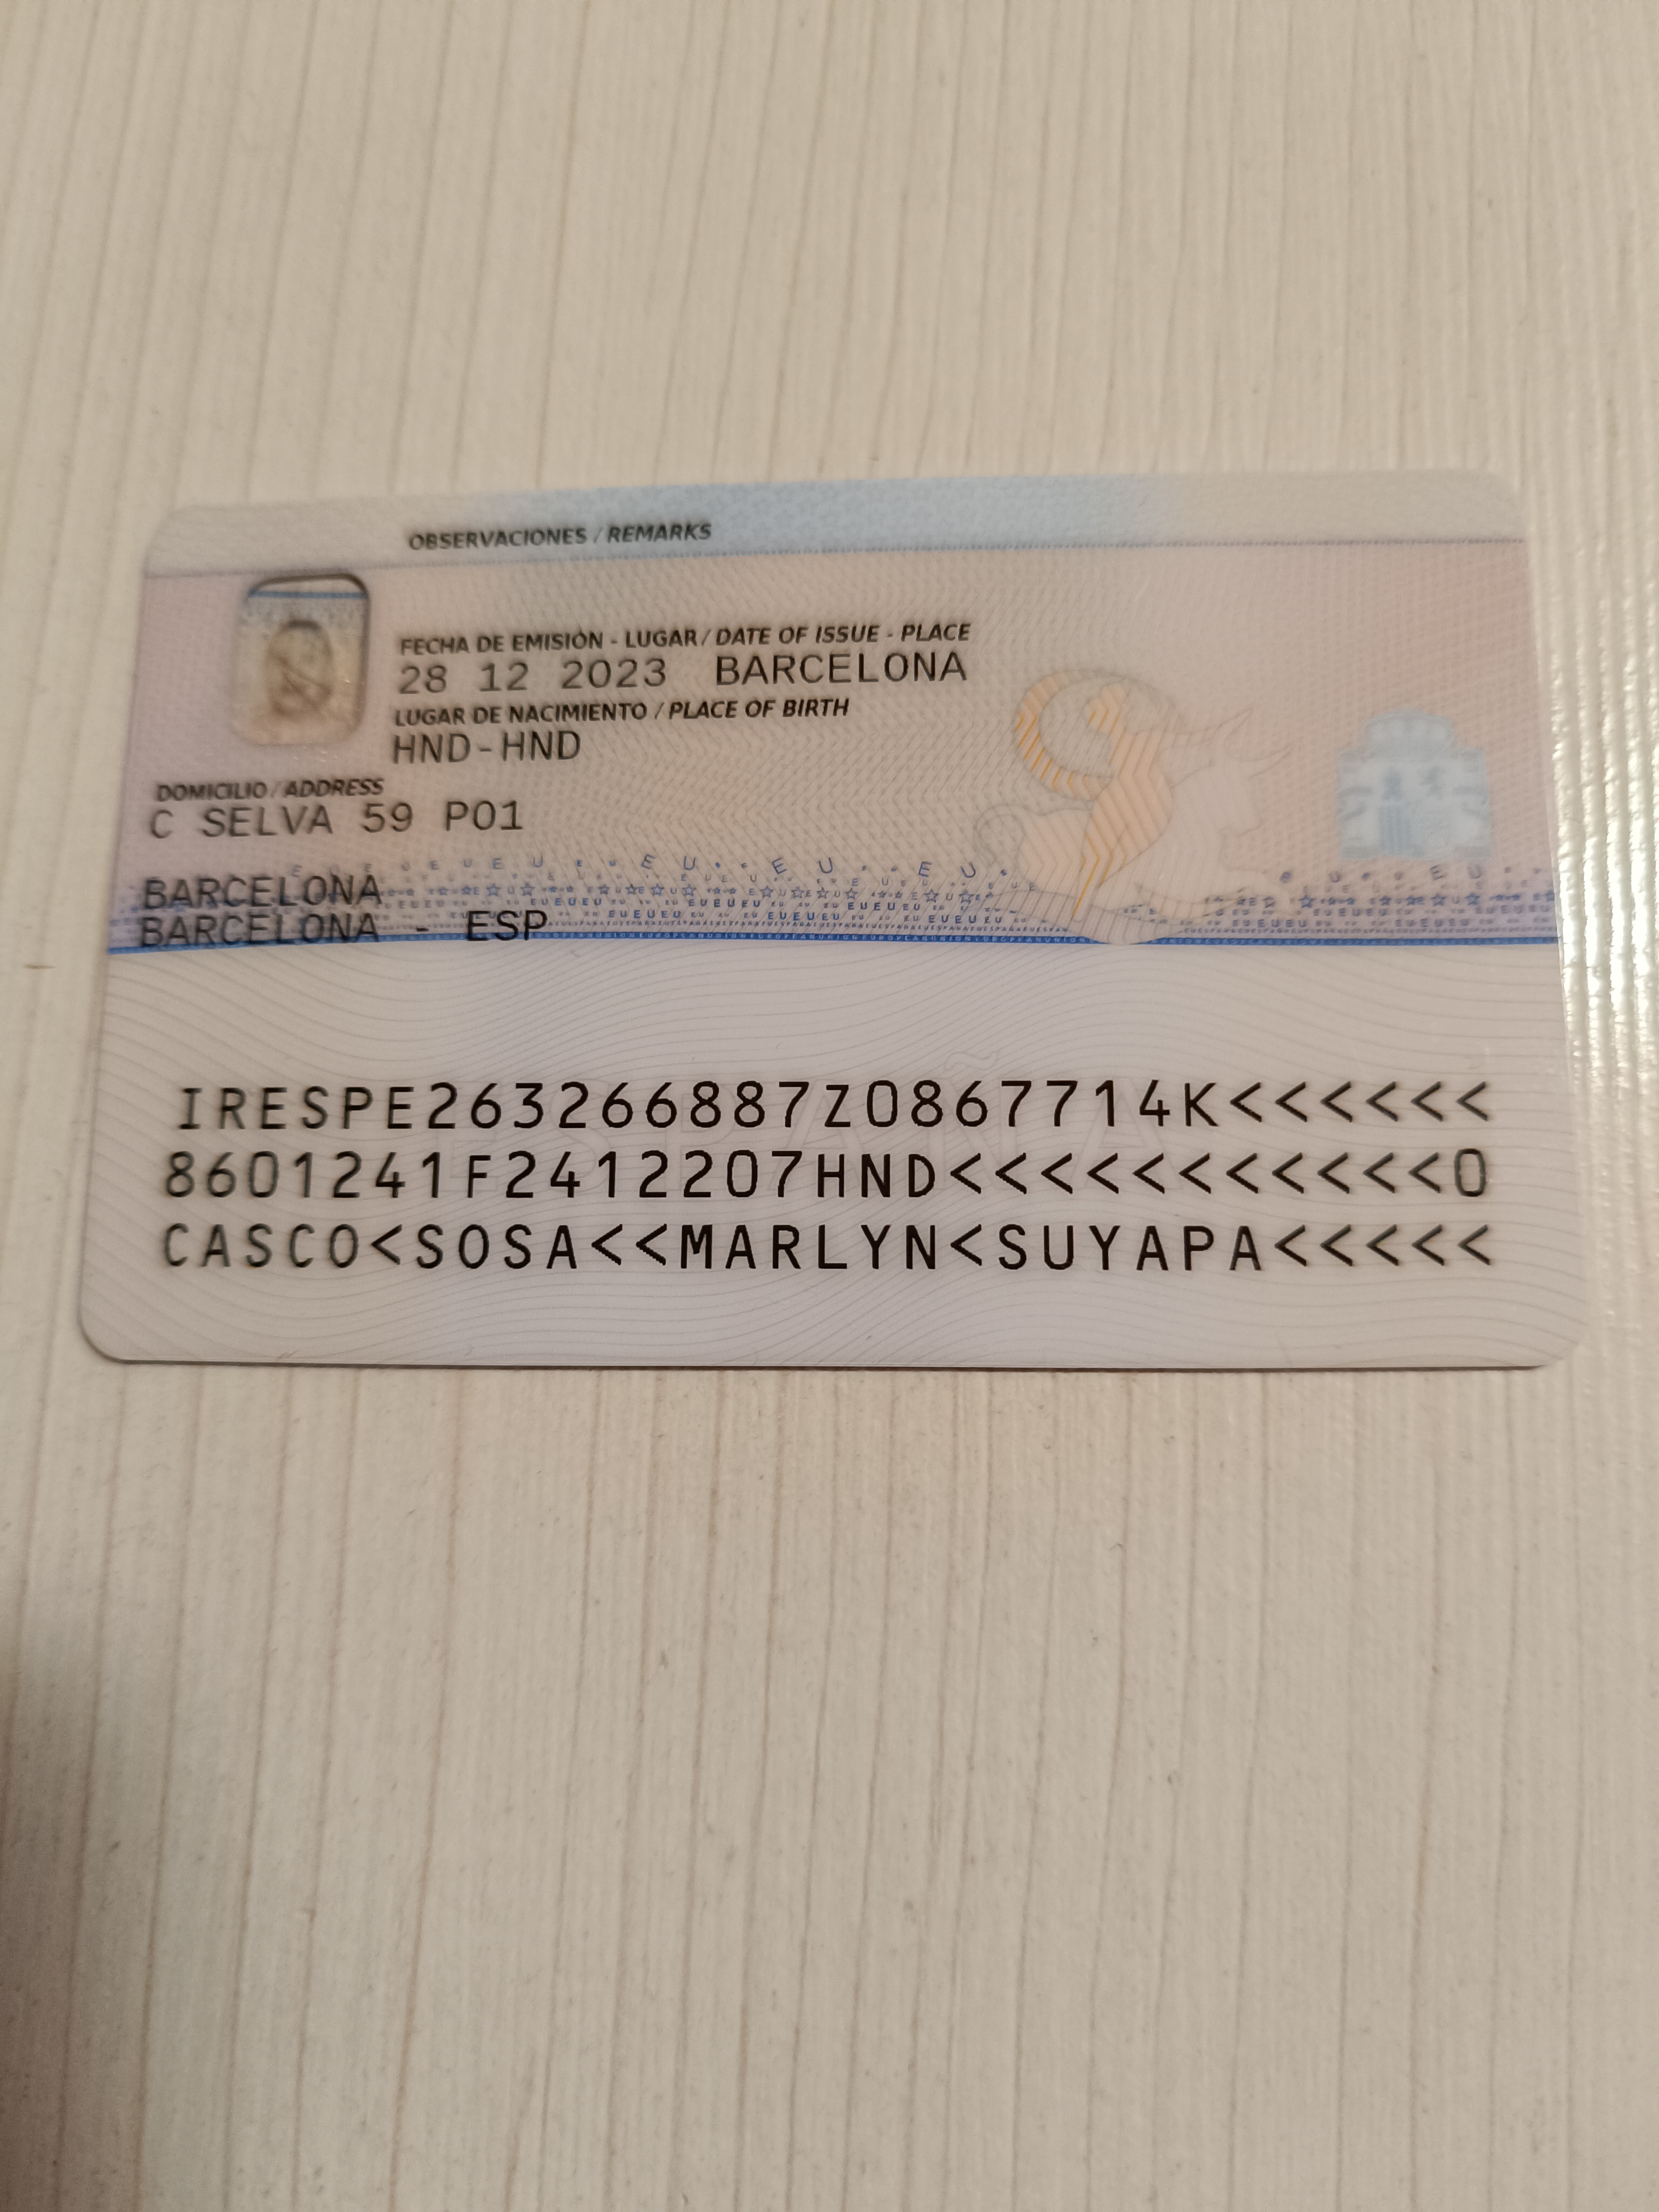 OBSERVACIONES / REMARKS
FECHA DE EMISIÓN - LUGAR / DATE OF ISSUE - PLACE
28 12 2023 BARCELONA
LUGAR DE NACIMIENTO / PLACE OF BIRTH
HND-HND
DOMICILIO / ADDRESS
C SELVA 59 P01
BARCELONA
BARCELONA - ESP
IRESPE263266887Z0867714K<<<<<<
8601241F2412207HND<<<<<<<<<<<0
CASCO<SOSA<<MARLYN<SUYAPA<<<<<